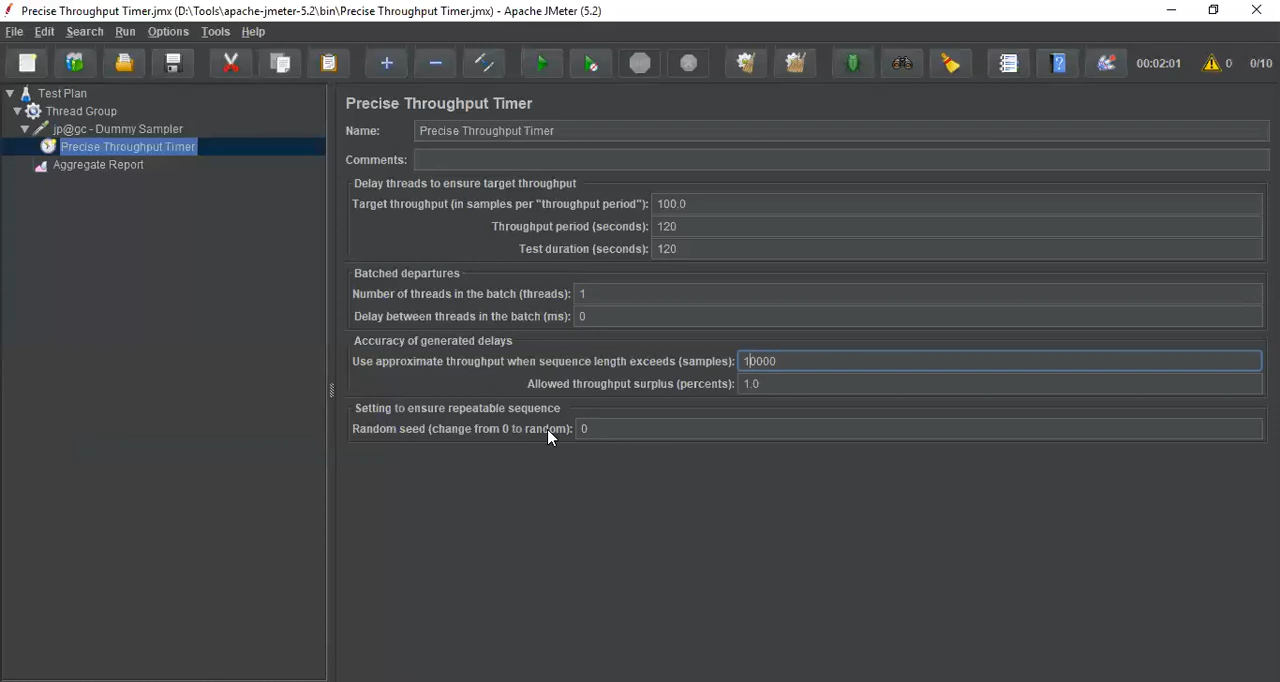 Precise Throughput Timer.jmx (D:\Tools\apache-jmeter-5.2\bin\Precise Throughput Timer.jmx) - Apache JMeter (5.2)
File Edit Search Run Options Tools Help
00:02:01 0 0/10
Test Plan
Thread Group
jp@gc - Dummy Sampler
Precise Throughput Timer
Aggregate Report
Precise Throughput Timer
Name: Precise Throughput Timer
Comments:
Delay threads to ensure target throughput
Target throughput (in samples per "throughput period"): 100.0
Throughput period (seconds): 120
Test duration (seconds): 120
Batched departures
Number of threads in the batch (threads): 1
Delay between threads in the batch (ms): 0
Accuracy of generated delays
Use approximate throughput when sequence length exceeds (samples): 10000
Allowed throughput surplus (percents): 1.0
Setting to ensure repeatable sequence
Random seed (change from 0 to random): 0